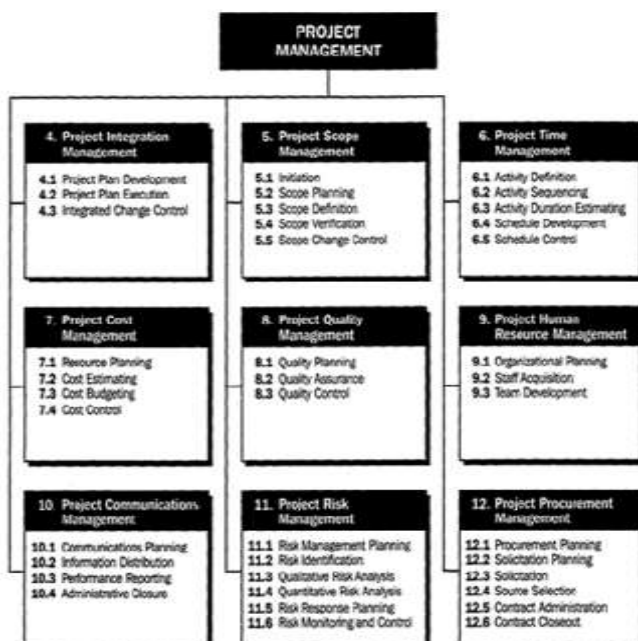 PROJECT
MANAGEMENT
4. Project Integration
Management
4.1 Project Plan Development
4.2 Project Plan Execution
4.3 Integrated Change Control
5. Project Scope
Management
5.1 Initiation
5.2 Scope Planning
5.3 Scope Definition
5.4 Scope Verification
5.5 Scope Change Control
6. Project Time
Management
6.1 Activity Definition
6.2 Activity Sequencing
6.3 Activity Duration Estimating
6.4 Schedule Development
6.5 Schedule Control
7. Project Cost
Management
7.1 Resource Planning
7.2 Cost Estimating
7.3 Cost Budgeting
7.4 Cost Control
8. Project Quality
Management
8.1 Quality Planning
8.2 Quality Assurance
8.3 Quality Control
9. Project Human
Resource Management
9.1 Organizational Planning
9.2 Staff Acquisition
9.3 Team Development
10. Project Communications
Management
10.1 Communications Planning
10.2 Information Distribution
10.3 Performance Reporting
10.4 Administrative Closure
11. Project Risk
Management
11.1 Risk Management Planning
11.2 Risk Identification
11.3 Qualitative Risk Analysis
11.4 Quantitative Risk Analysis
11.5 Risk Response Planning
11.6 Risk Monitoring and Control
12. Project Procurement
Management
12.1 Procurement Planning
12.2 Solicitation Planning
12.3 Solicitation
12.4 Source Selection
12.5 Contract Administration
12.6 Contract Closeout